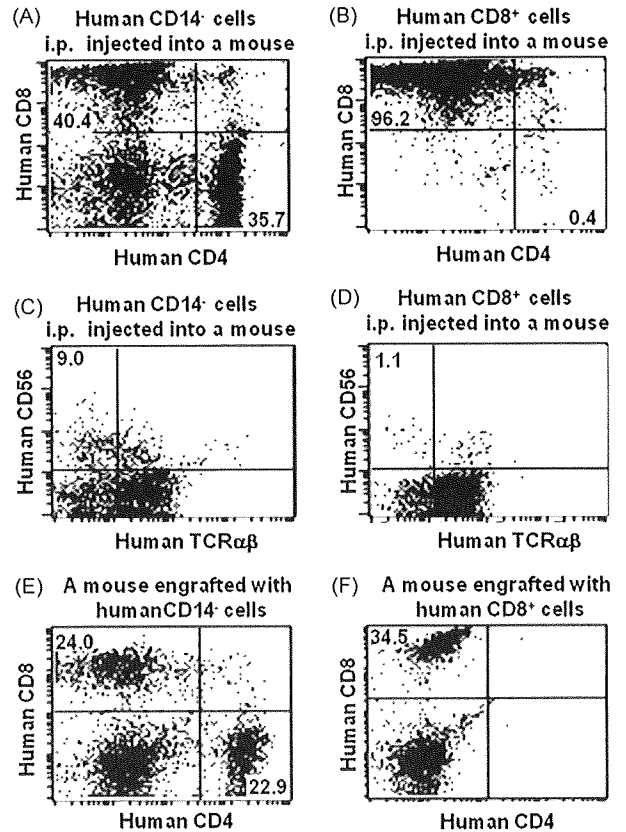 (A)
Human CD14- cells
i.p. injected into a mouse
Human CD8
40.4
35.7
Human CD4
(B)
Human CD8+ cells
i.p. injected into a mouse
Human CD8
96.2
0.4
Human CD4
(C)
Human CD14- cells
i.p. injected into a mouse
Human CD56
9.0
Human TCRαβ
(D)
Human CD8+ cells
i.p. injected into a mouse
Human CD56
1.1
Human TCRαβ
(E)
A mouse engrafted with
humanCD14- cells
Human CD8
24.0
22.9
Human CD4
(F)
A mouse engrafted with
human CD8+ cells
Human CD8
34.5
Human CD4